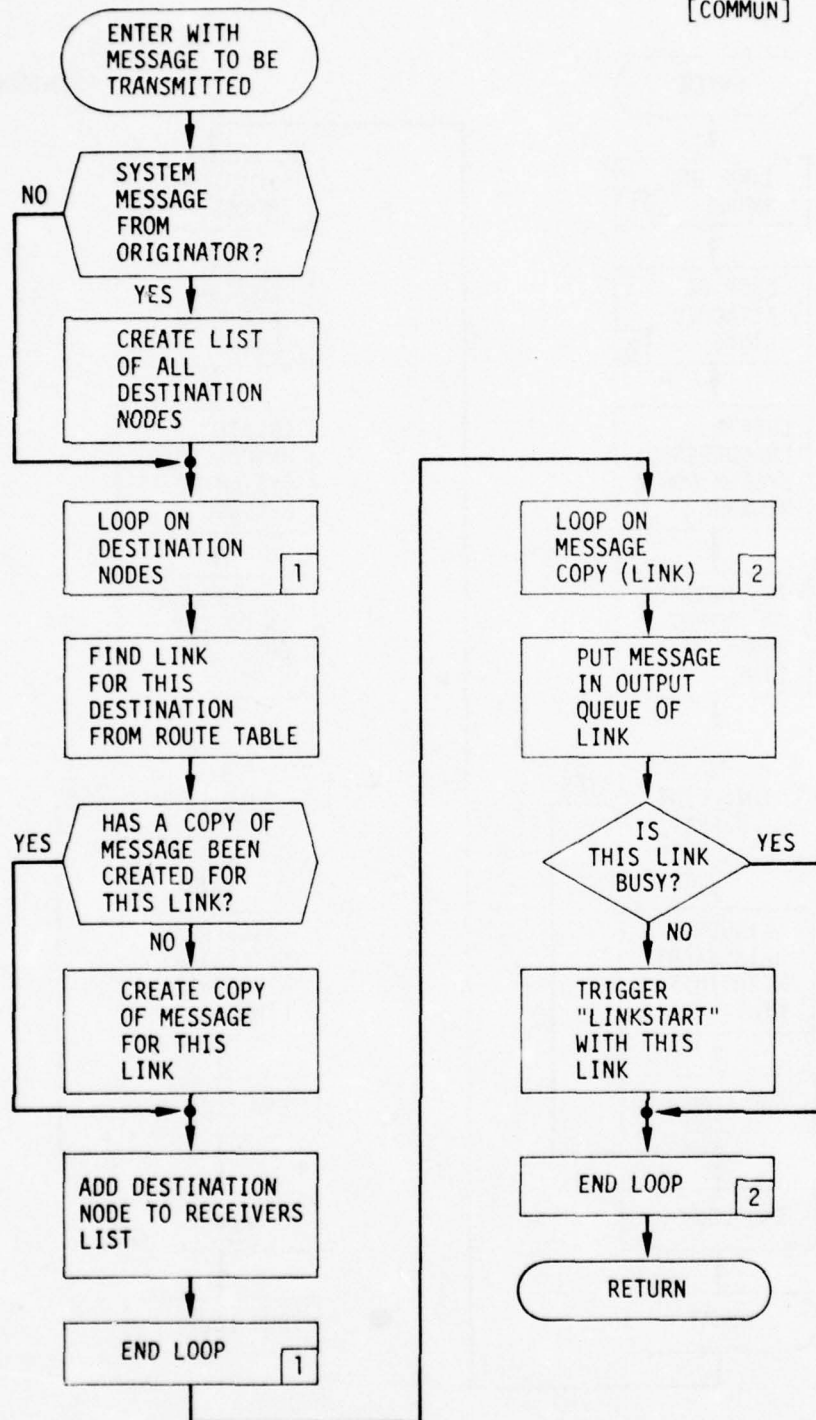 [COMMUN]
ENTER WITH
MESSAGE TO BE
TRANSMITTED
SYSTEM
MESSAGE
FROM
ORIGINATOR?
NO
YES
CREATE LIST
OF ALL
DESTINATION
NODES
LOOP ON
DESTINATION
NODES
1
FIND LINK
FOR THIS
DESTINATION
FROM ROUTE TABLE
HAS A COPY OF
MESSAGE BEEN
CREATED FOR
THIS LINK?
YES
NO
CREATE COPY
OF MESSAGE
FOR THIS
LINK
ADD DESTINATION
NODE TO RECEIVERS
LIST
END LOOP
1
LOOP ON
MESSAGE
COPY (LINK)
2
PUT MESSAGE
IN OUTPUT
QUEUE OF
LINK
IS
THIS LINK
BUSY?
YES
NO
TRIGGER
"LINKSTART"
WITH THIS
LINK
END LOOP
2
RETURN